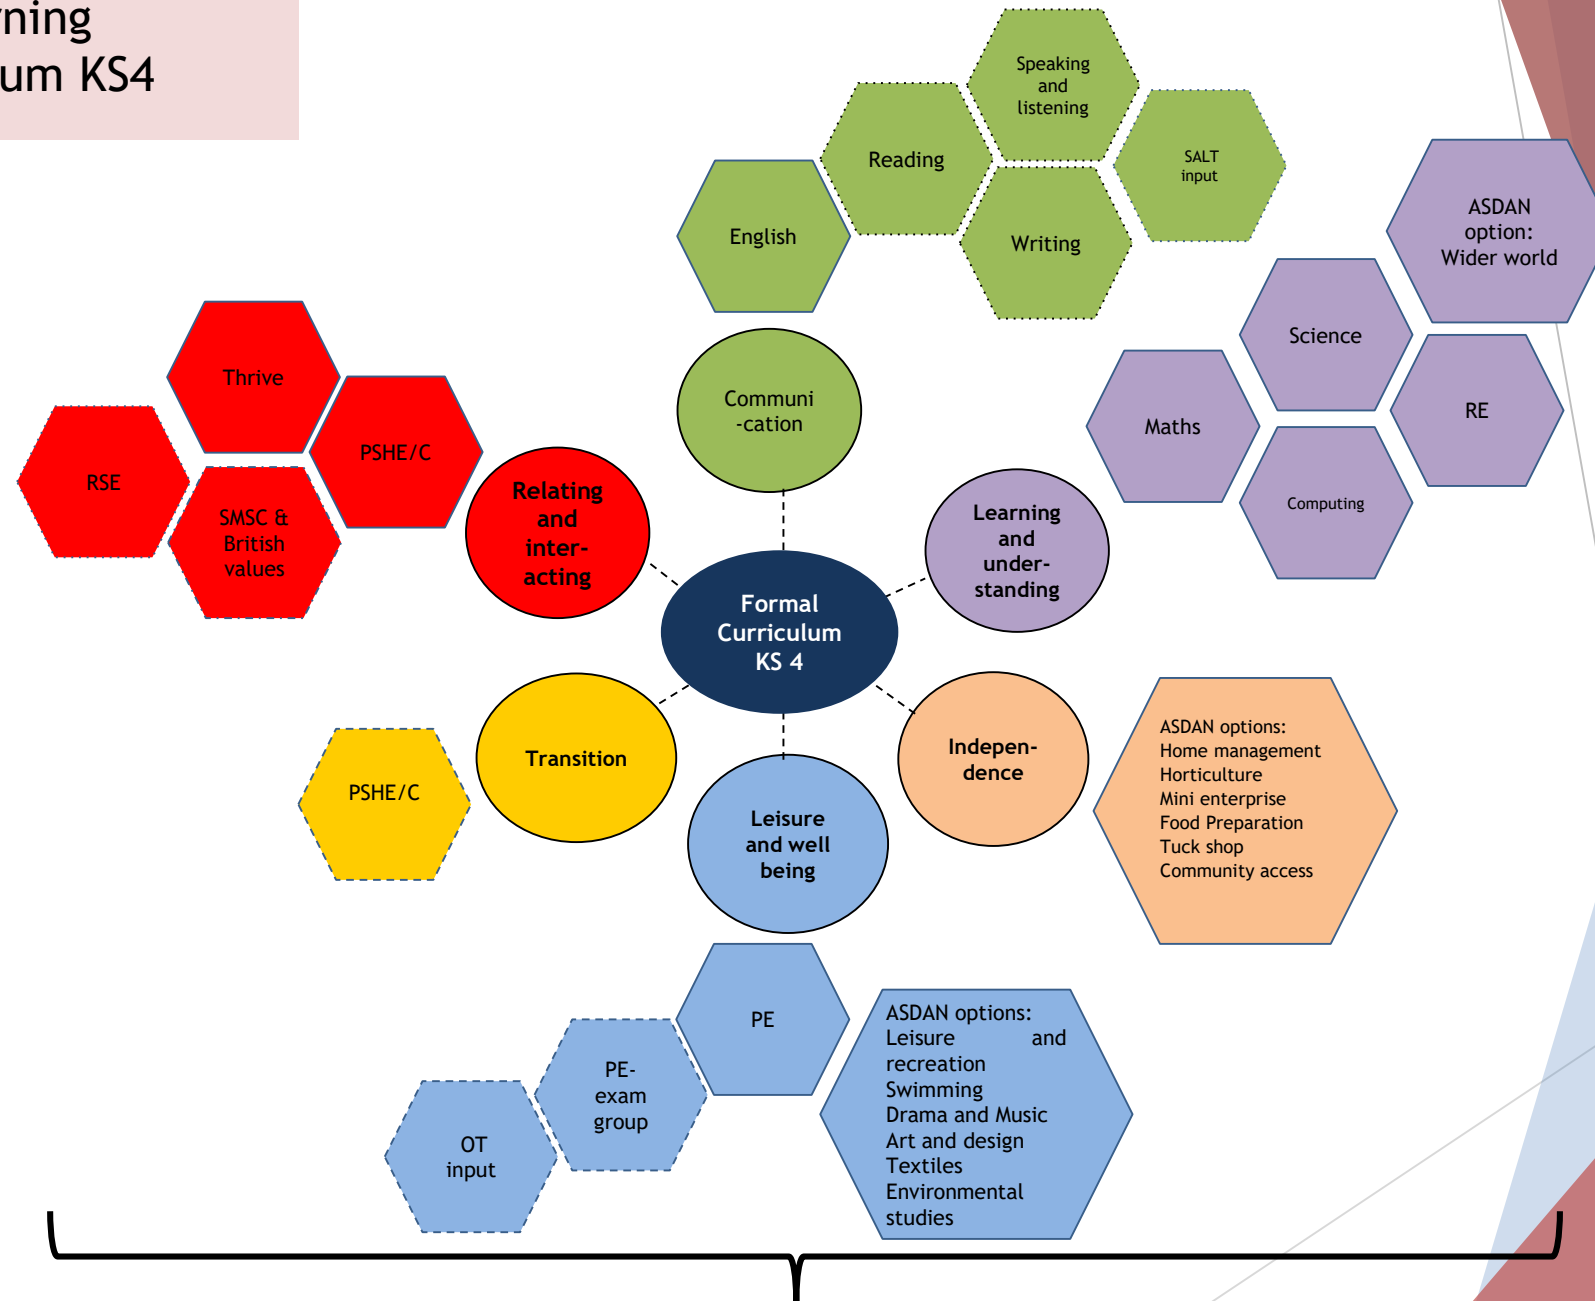 um KS4
Speaking
and
listening
Reading
SALT
input
English
Writing
ASDAN
option:
Wider world
Science
Maths
RE
Computing
Thrive
PSHE/C
RSE
SMSC &
British
values
Communi
-cation
Relating
and
inter-
acting
Learning
and
under-
standing
Formal
Curriculum
KS 4
Transition
PSHE/C
Indepen-
dence
ASDAN options:
Home management
Horticulture
Mini enterprise
Food Preparation
Tuck shop
Community access
Leisure
and well
being
PE
PE-
exam
group
OT
input
ASDAN options:
Leisure and
recreation
Swimming
Drama and Music
Art and design
Textiles
Environmental
studies